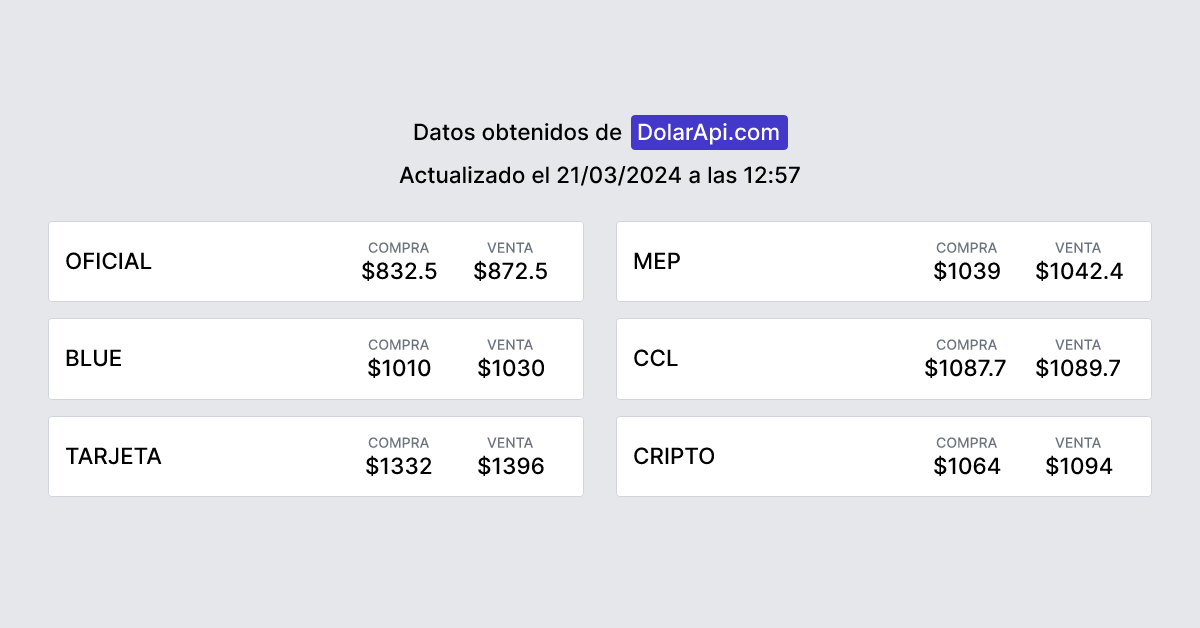 Datos obtenidos de DolarApi.com
Actualizado el 21/03/2024 a las 12:57
OFICIAL
COMPRA
$832.5
VENTA
$872.5
MEP
COMPRA
$1039
VENTA
$1042.4
BLUE
COMPRA
$1010
VENTA
$1030
CCL
COMPRA
$1087.7
VENTA
$1089.7
TARJETA
COMPRA
$1332
VENTA
$1396
CRIPTO
COMPRA
$1064
VENTA
$1094